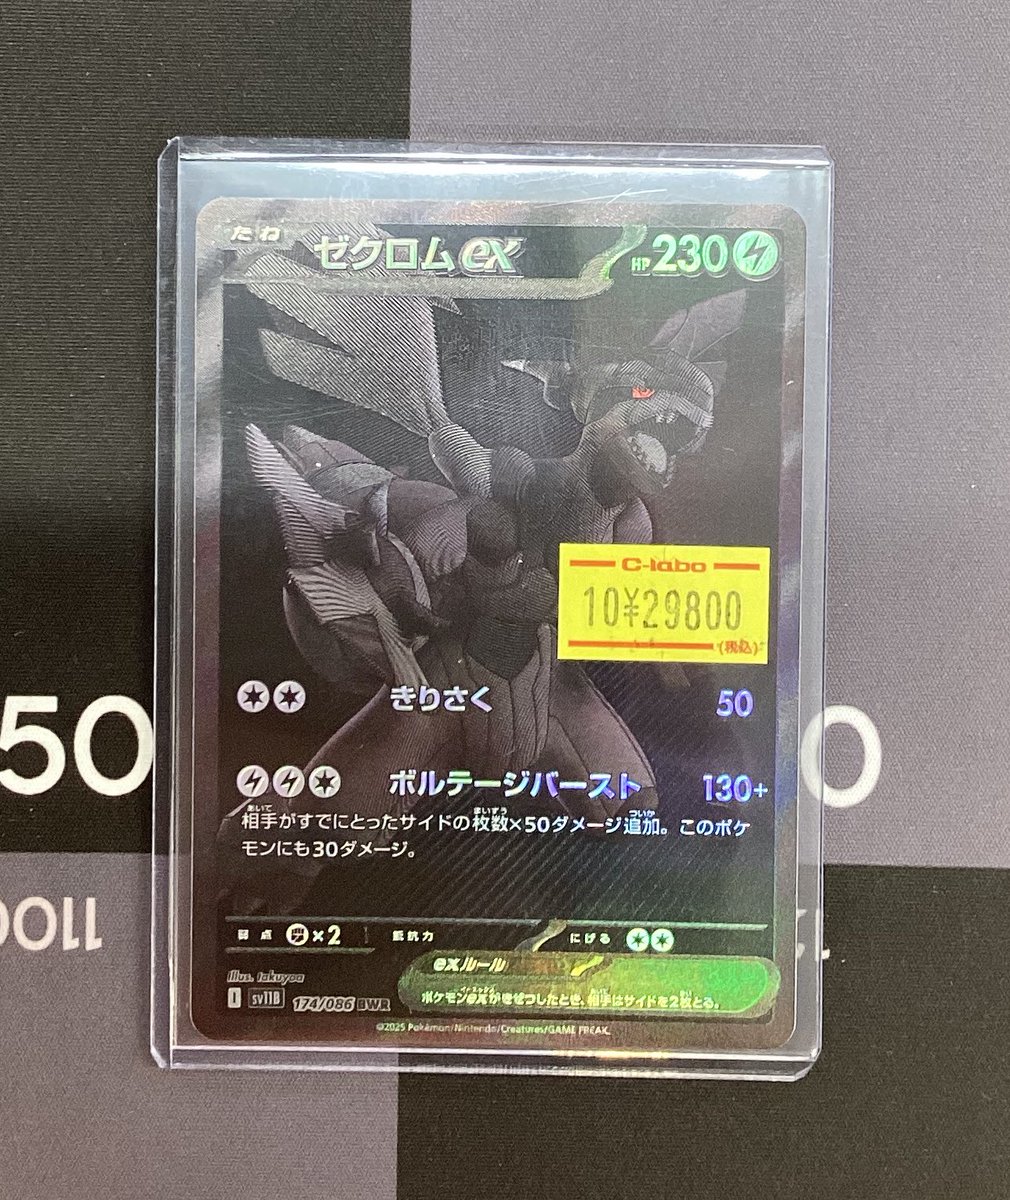 たね
ゼクロムex
HP 230
C-labo
10¥29800
(税込)
きりさく 50
ボルテージバースト 130+
相手がすでにとったサイドの枚数×50ダメージ追加。このポケ
モンにも30ダメージ。
弱点 ×2 抵抗力 にげる
exルール
ポケモンexがきぜつしたとき、相手はサイドを2枚とる。
Illus. takuyoa
I sv11B 174/086 BWR
©2025 Pokémon/Nintendo/Creatures/GAME FREAK.
50
0
1100